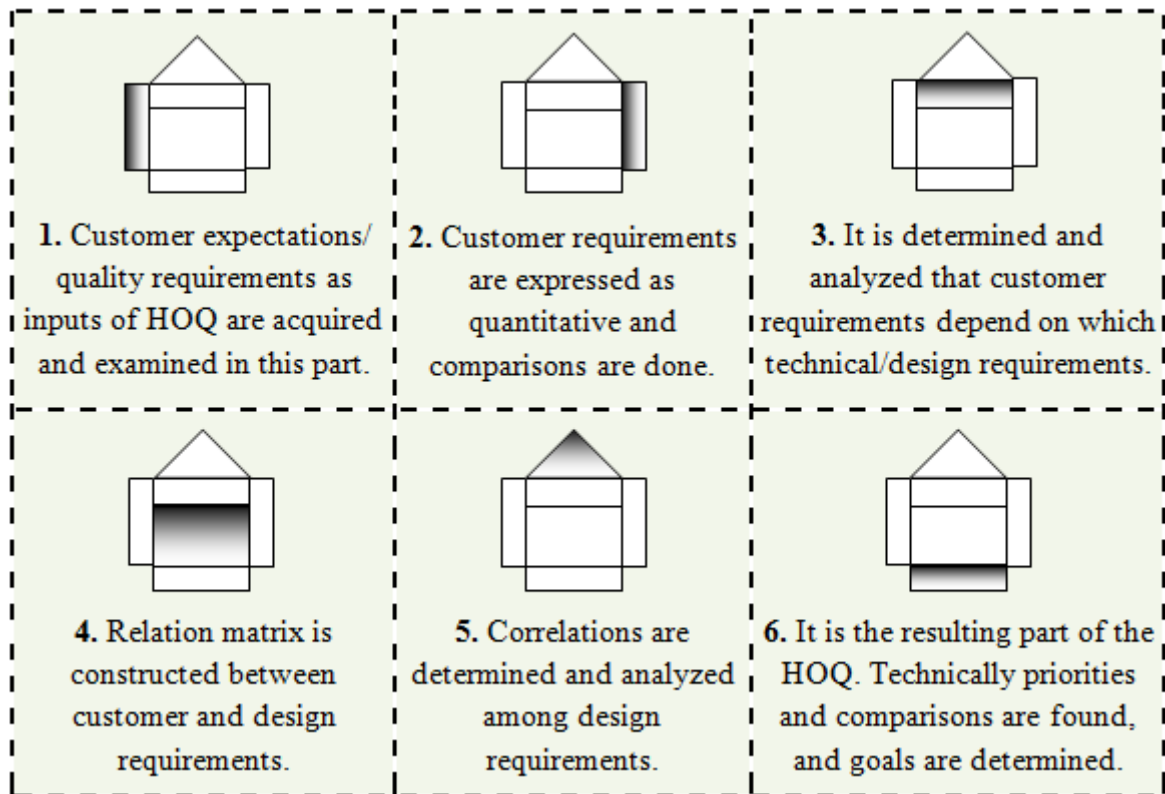 1. Customer expectations/
quality requirements as
inputs of HOQ are acquired
and examined in this part.
2. Customer requirements
are expressed as
quantitative and
comparisons are done.
3. It is determined and
analyzed that customer
requirements depend on which
technical/design requirements.
4. Relation matrix is
constructed between
customer and design
requirements.
5. Correlations are
determined and analyzed
among design
requirements.
6. It is the resulting part of the
HOQ. Technically priorities
and comparisons are found,
and goals are determined.